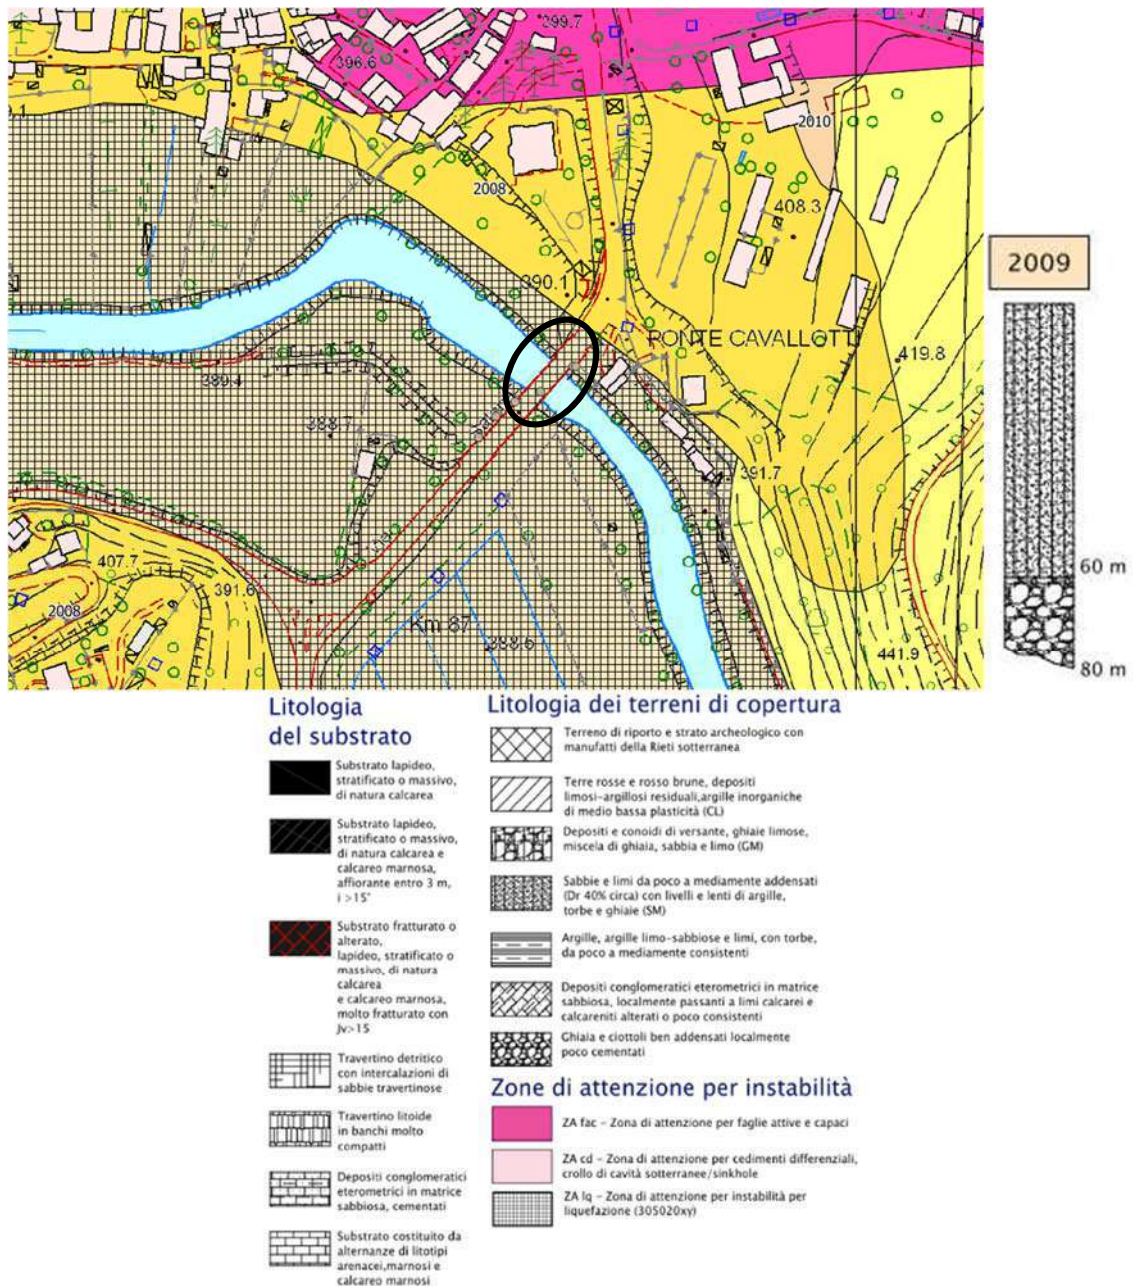 299.7
396.6
2010
2008
408.3
390.1
2009
PONTE CAVALLOTTI
419.8
389.4
388.7
60 m
391.7
407.7
391.6
2008
Km 87
388.6
441.9
80 m
Litologia
del substrato
Substrato lapideo,
stratificato o massivo,
di natura calcarea
Substrato lapideo,
stratificato o massivo,
di natura calcarea e
calcareo marnosa,
affiorante entro 3 m,
i >15°
Substrato fratturato o
alterato,
lapideo, stratificato o
massivo, di natura
calcarea
e calcareo marnosa,
molto fratturato con
Jv>15
Travertino detritico
con intercalazioni di
sabbie travertinose
Travertino litoide
in banchi molto
compatti
Depositi conglomeratici
eterometrici in matrice
sabbiosa, cementati
Substrato costituito da
alternanze di litotipi
arenacei,marnosi e
calcareo marnosi
Litologia dei terreni di copertura
Terreno di riporto e strato archeologico con
manufatti della Rieti sotterranea
Terre rosse e rosso brune, depositi
limosi-argillosi residuali,argille inorganiche
di medio bassa plasticità (CL)
Depositi e conoidi di versante, ghiaie limose,
miscela di ghiaia, sabbia e limo (GM)
Sabbie e limi da poco a mediamente addensati
(Dr 40% circa) con livelli e lenti di argille,
torbe e ghiaie (SM)
Argille, argille limo-sabbiose e limi, con torbe,
da poco a mediamente consistenti
Depositi conglomeratici eterometrici in matrice
sabbiosa, localmente passanti a limi calcarei e
calcareniti alterati o poco consistenti
Ghiaia e ciottoli ben addensati localmente
poco cementati
Zone di attenzione per instabilità
ZA fac - Zona di attenzione per faglie attive e capaci
ZA cd - Zona di attenzione per cedimenti differenziali,
crollo di cavità sotterranee/sinkhole
ZA lq - Zona di attenzione per instabilità per
liquefazione (305020xy)